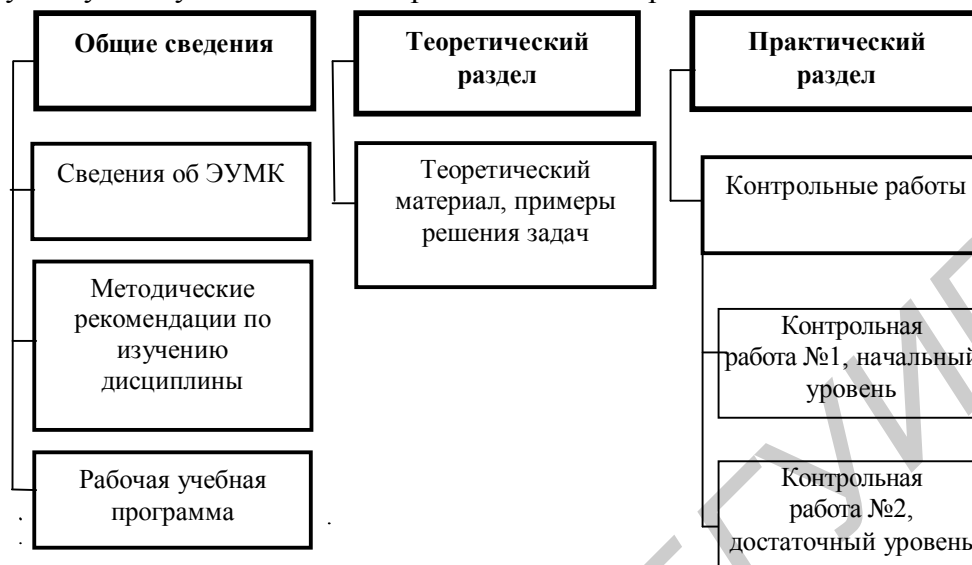 Общие сведения
Сведения об ЭУМК
Методические
рекомендации по
изучению
дисциплины
Рабочая учебная
программа
Теоретический
раздел
Теоретический
материал, примеры
решения задач
Практический
раздел
Контрольные работы
Контрольная
работа №1, начальный
уровень
Контрольная
работа №2,
достаточный уровень